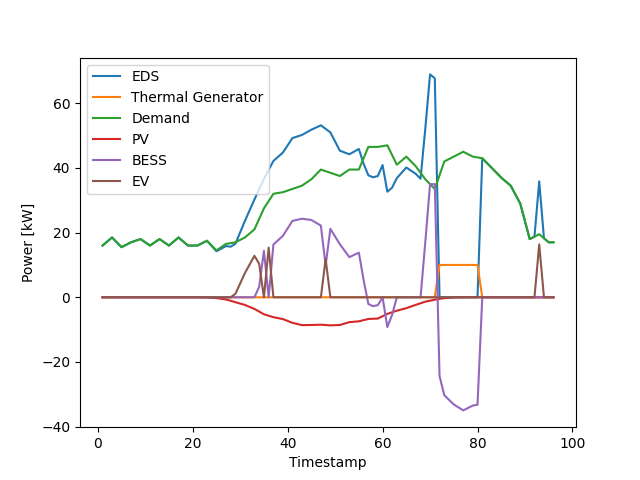 EDS
Thermal Generator
Demand
PV
BESS
EV
Power [kW]
60
40
20
0
−20
−40
0 20 40 60 80 100
Timestamp